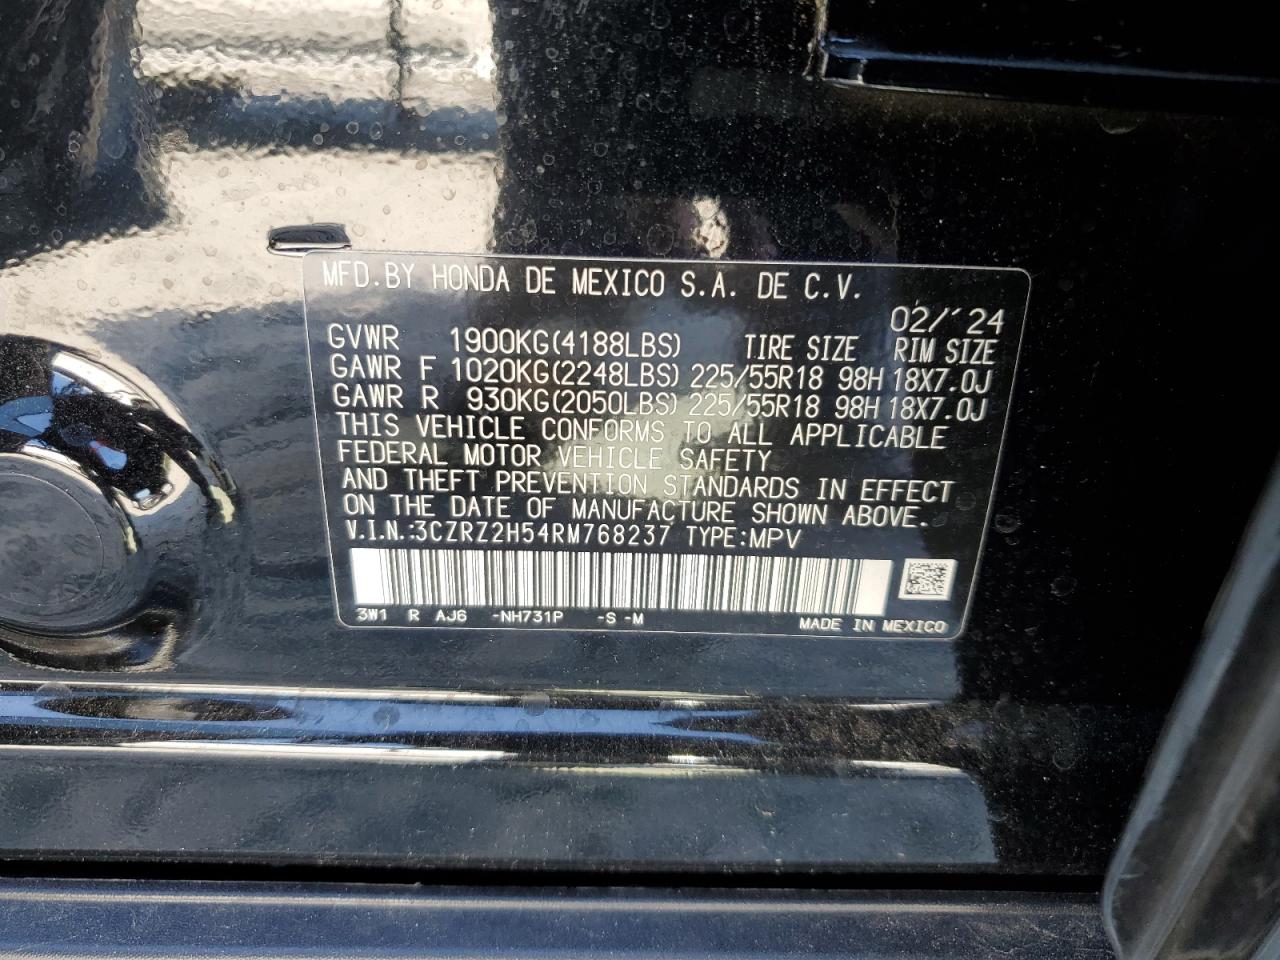 MFD.BY HONDA DE MEXICO S.A. DE C.V.
02/'24
GVWR 1900KG(4188LBS) TIRE SIZE RIM SIZE
GAWR F 1020KG(2248LBS) 225/55R18 98H 18X7.0J
GAWR R 930KG(2050LBS) 225/55R18 98H 18X7.0J
THIS VEHICLE CONFORMS TO ALL APPLICABLE
FEDERAL MOTOR VEHICLE SAFETY
AND THEFT PREVENTION STANDARDS IN EFFECT
ON THE DATE OF MANUFACTURE SHOWN ABOVE.
V.I.N.:3CZRZ2H54RM768237 TYPE:MPV
3W1 R AJ6 -NH731P -S -M MADE IN MEXICO